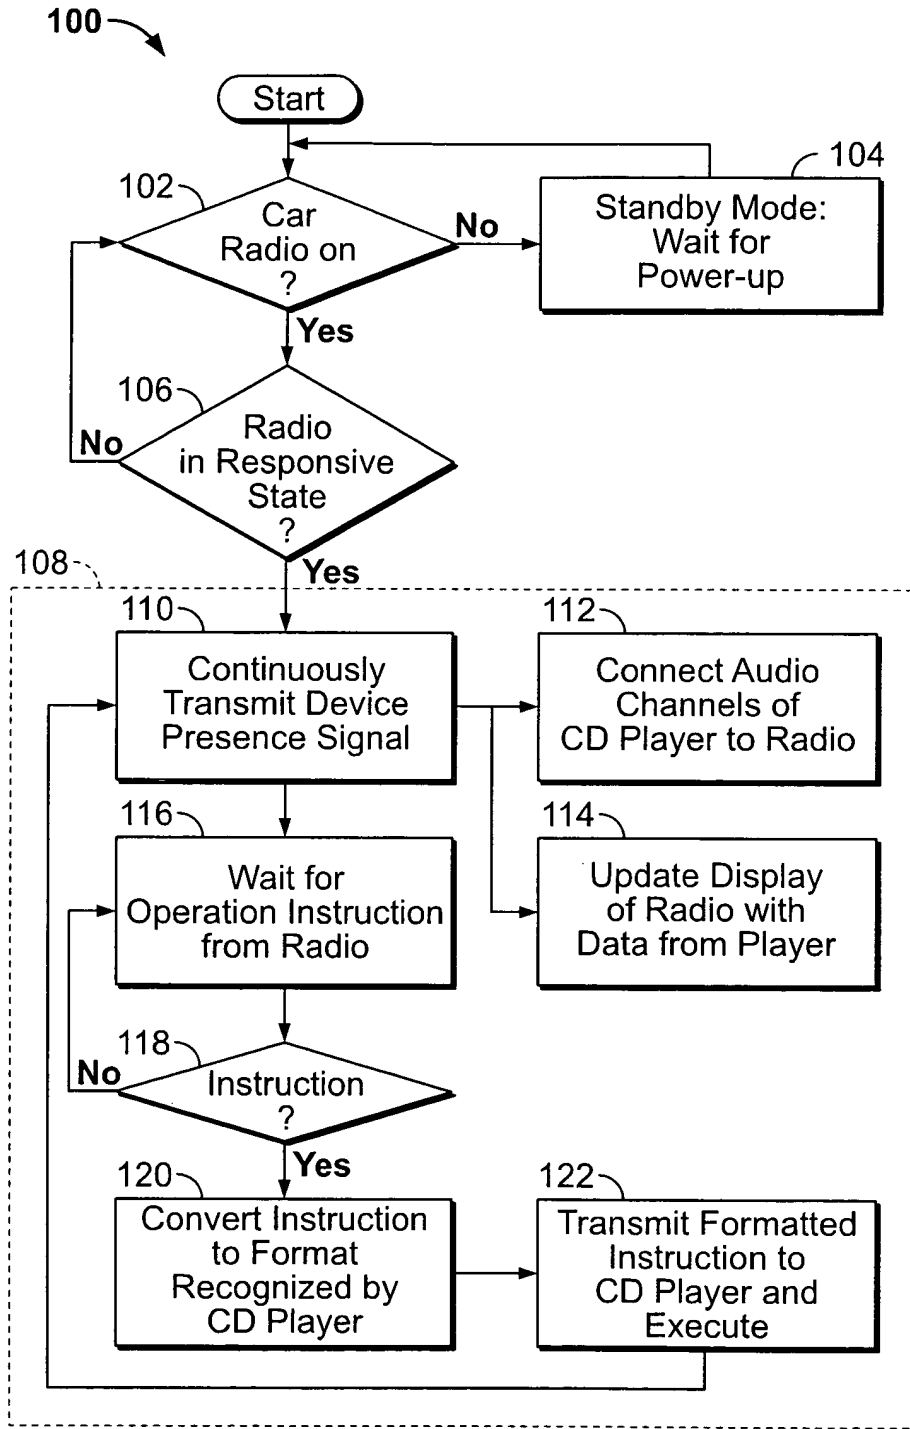 100
Start
102
Car
Radio on
?
No
104
Standby Mode:
Wait for
Power-up
Yes
106
Radio
in Responsive
State
?
No
Yes
108
110
Continuously
Transmit Device
Presence Signal
112
Connect Audio
Channels of
CD Player to Radio
116
Wait for
Operation Instruction
from Radio
114
Update Display
of Radio with
Data from Player
118
Instruction
?
No
Yes
120
Convert Instruction
to Format
Recognized by
CD Player
122
Transmit Formatted
Instruction to
CD Player and
Execute